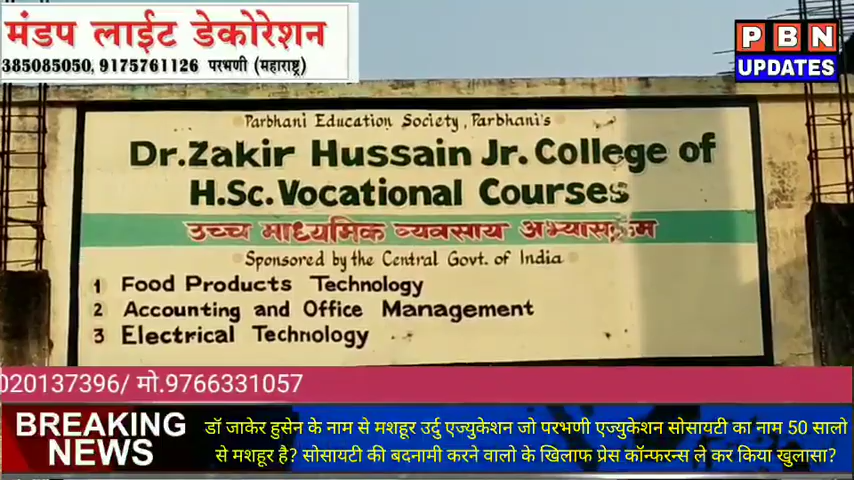 मंडप लाईट डेकोरेशन
385085050, 9175761126 परभणी (महाराष्ट्र)
PBN
UPDATES
Parbhani Education Society, Parbhani's
Dr.Zakir Hussain Jr.College of
H.Sc.Vocational Courses
उच्च माध्यमिक व्यवसाय अभ्यासक्रम
Sponsored by the Central Govt. of India
1 Food Products Technology
2 Accounting and Office Management
3 Electrical Technology
020137396/ मो.9766331057
BREAKING
NEWS
डॉ जाकेर हुसेन के नाम से मशहूर उर्दु एज्युकेशन जो परभणी एज्युकेशन सोसायटी का नाम 50 सालो
से मशहूर है? सोसायटी की बदनामी करने वालो के खिलाफ प्रेस कॉन्फरन्स ले कर किया खुलासा?